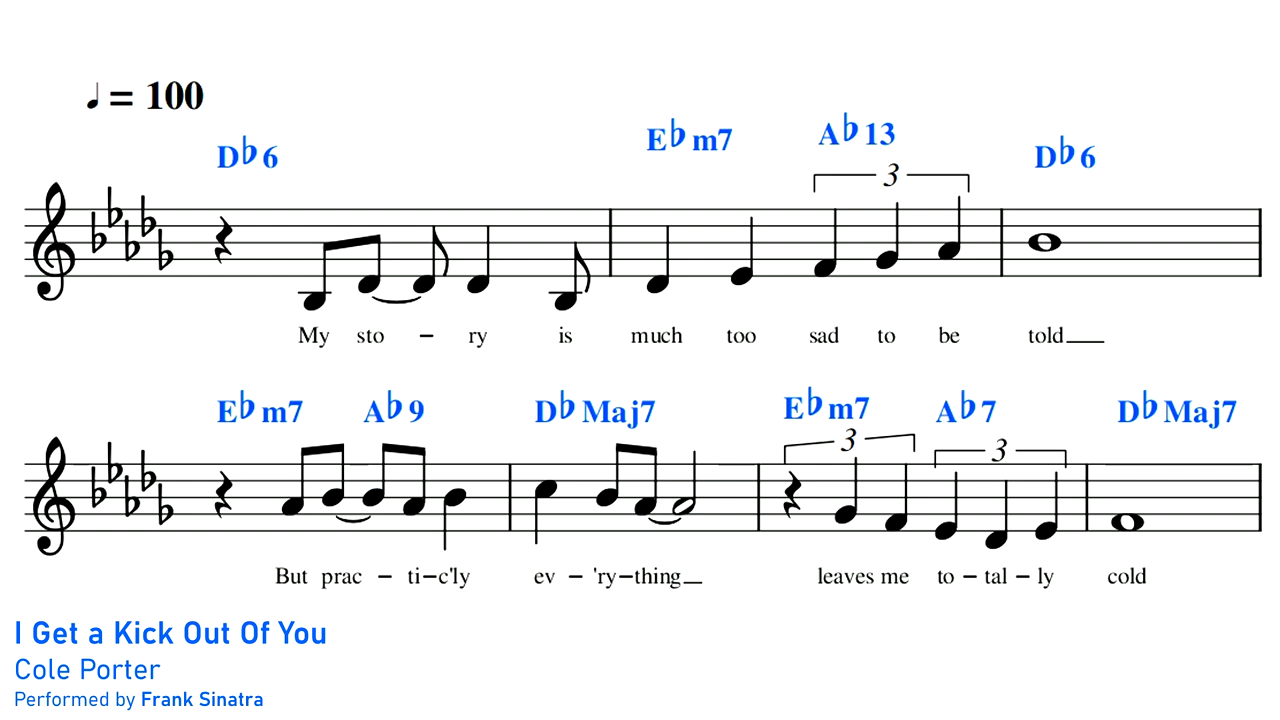 ♩ = 100
D♭6 E♭m7 A♭13 D♭6
3
My sto – ry is much too sad to be told
E♭m7 A♭9 D♭Maj7 E♭m7 A♭7 D♭Maj7
3 3
But prac – ti–c'ly ev – 'ry–thing leaves me to – tal – ly cold
I Get a Kick Out Of You
Cole Porter
Performed by Frank Sinatra